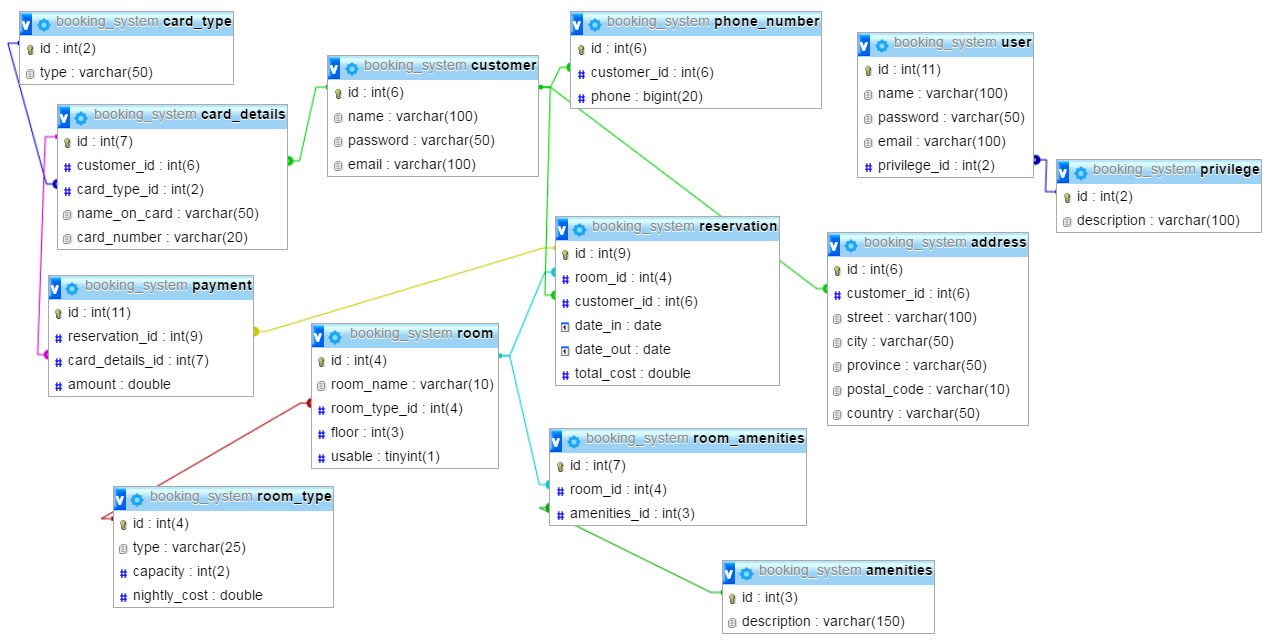 booking_system card_type
id : int(2)
type : varchar(50)
booking_system card_details
id : int(7)
customer_id : int(6)
card_type_id : int(2)
name_on_card : varchar(50)
card_number : varchar(20)
booking_system payment
id : int(11)
reservation_id : int(9)
card_details_id : int(7)
amount : double
booking_system customer
id : int(6)
name : varchar(100)
password : varchar(50)
email : varchar(100)
booking_system phone_number
id : int(6)
customer_id : int(6)
phone : bigint(20)
booking_system user
id : int(11)
name : varchar(100)
password : varchar(50)
email : varchar(100)
privilege_id : int(2)
booking_system privilege
id : int(2)
description : varchar(100)
booking_system reservation
id : int(9)
room_id : int(4)
customer_id : int(6)
date_in : date
date_out : date
total_cost : double
booking_system address
id : int(6)
customer_id : int(6)
street : varchar(100)
city : varchar(50)
province : varchar(50)
postal_code : varchar(10)
country : varchar(50)
booking_system room
id : int(4)
room_name : varchar(10)
room_type_id : int(4)
floor : int(3)
usable : tinyint(1)
booking_system room_type
id : int(4)
type : varchar(25)
capacity : int(2)
nightly_cost : double
booking_system room_amenities
id : int(7)
room_id : int(4)
amenities_id : int(3)
booking_system amenities
id : int(3)
description : varchar(150)